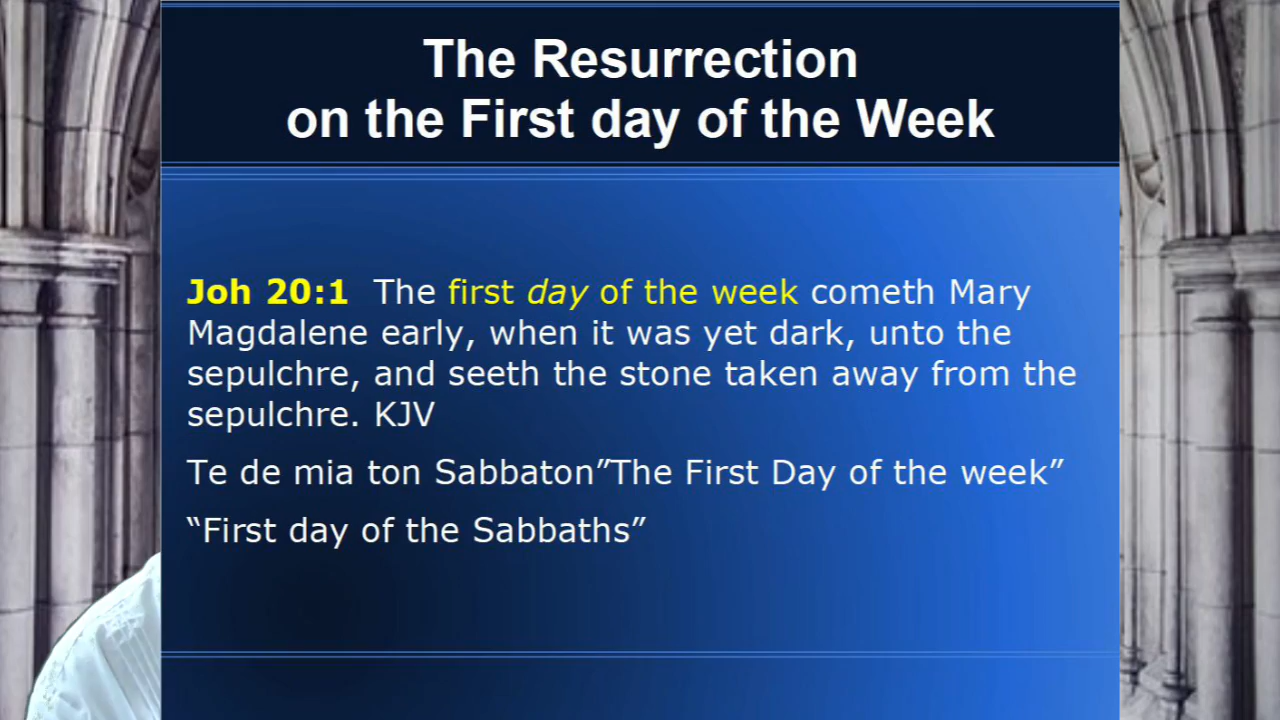 The Resurrection
on the First day of the Week
Joh 20:1 The first day of the week cometh Mary
Magdalene early, when it was yet dark, unto the
sepulchre, and seeth the stone taken away from the
sepulchre. KJV
Te de mia ton Sabbaton”The First Day of the week”
“First day of the Sabbaths”